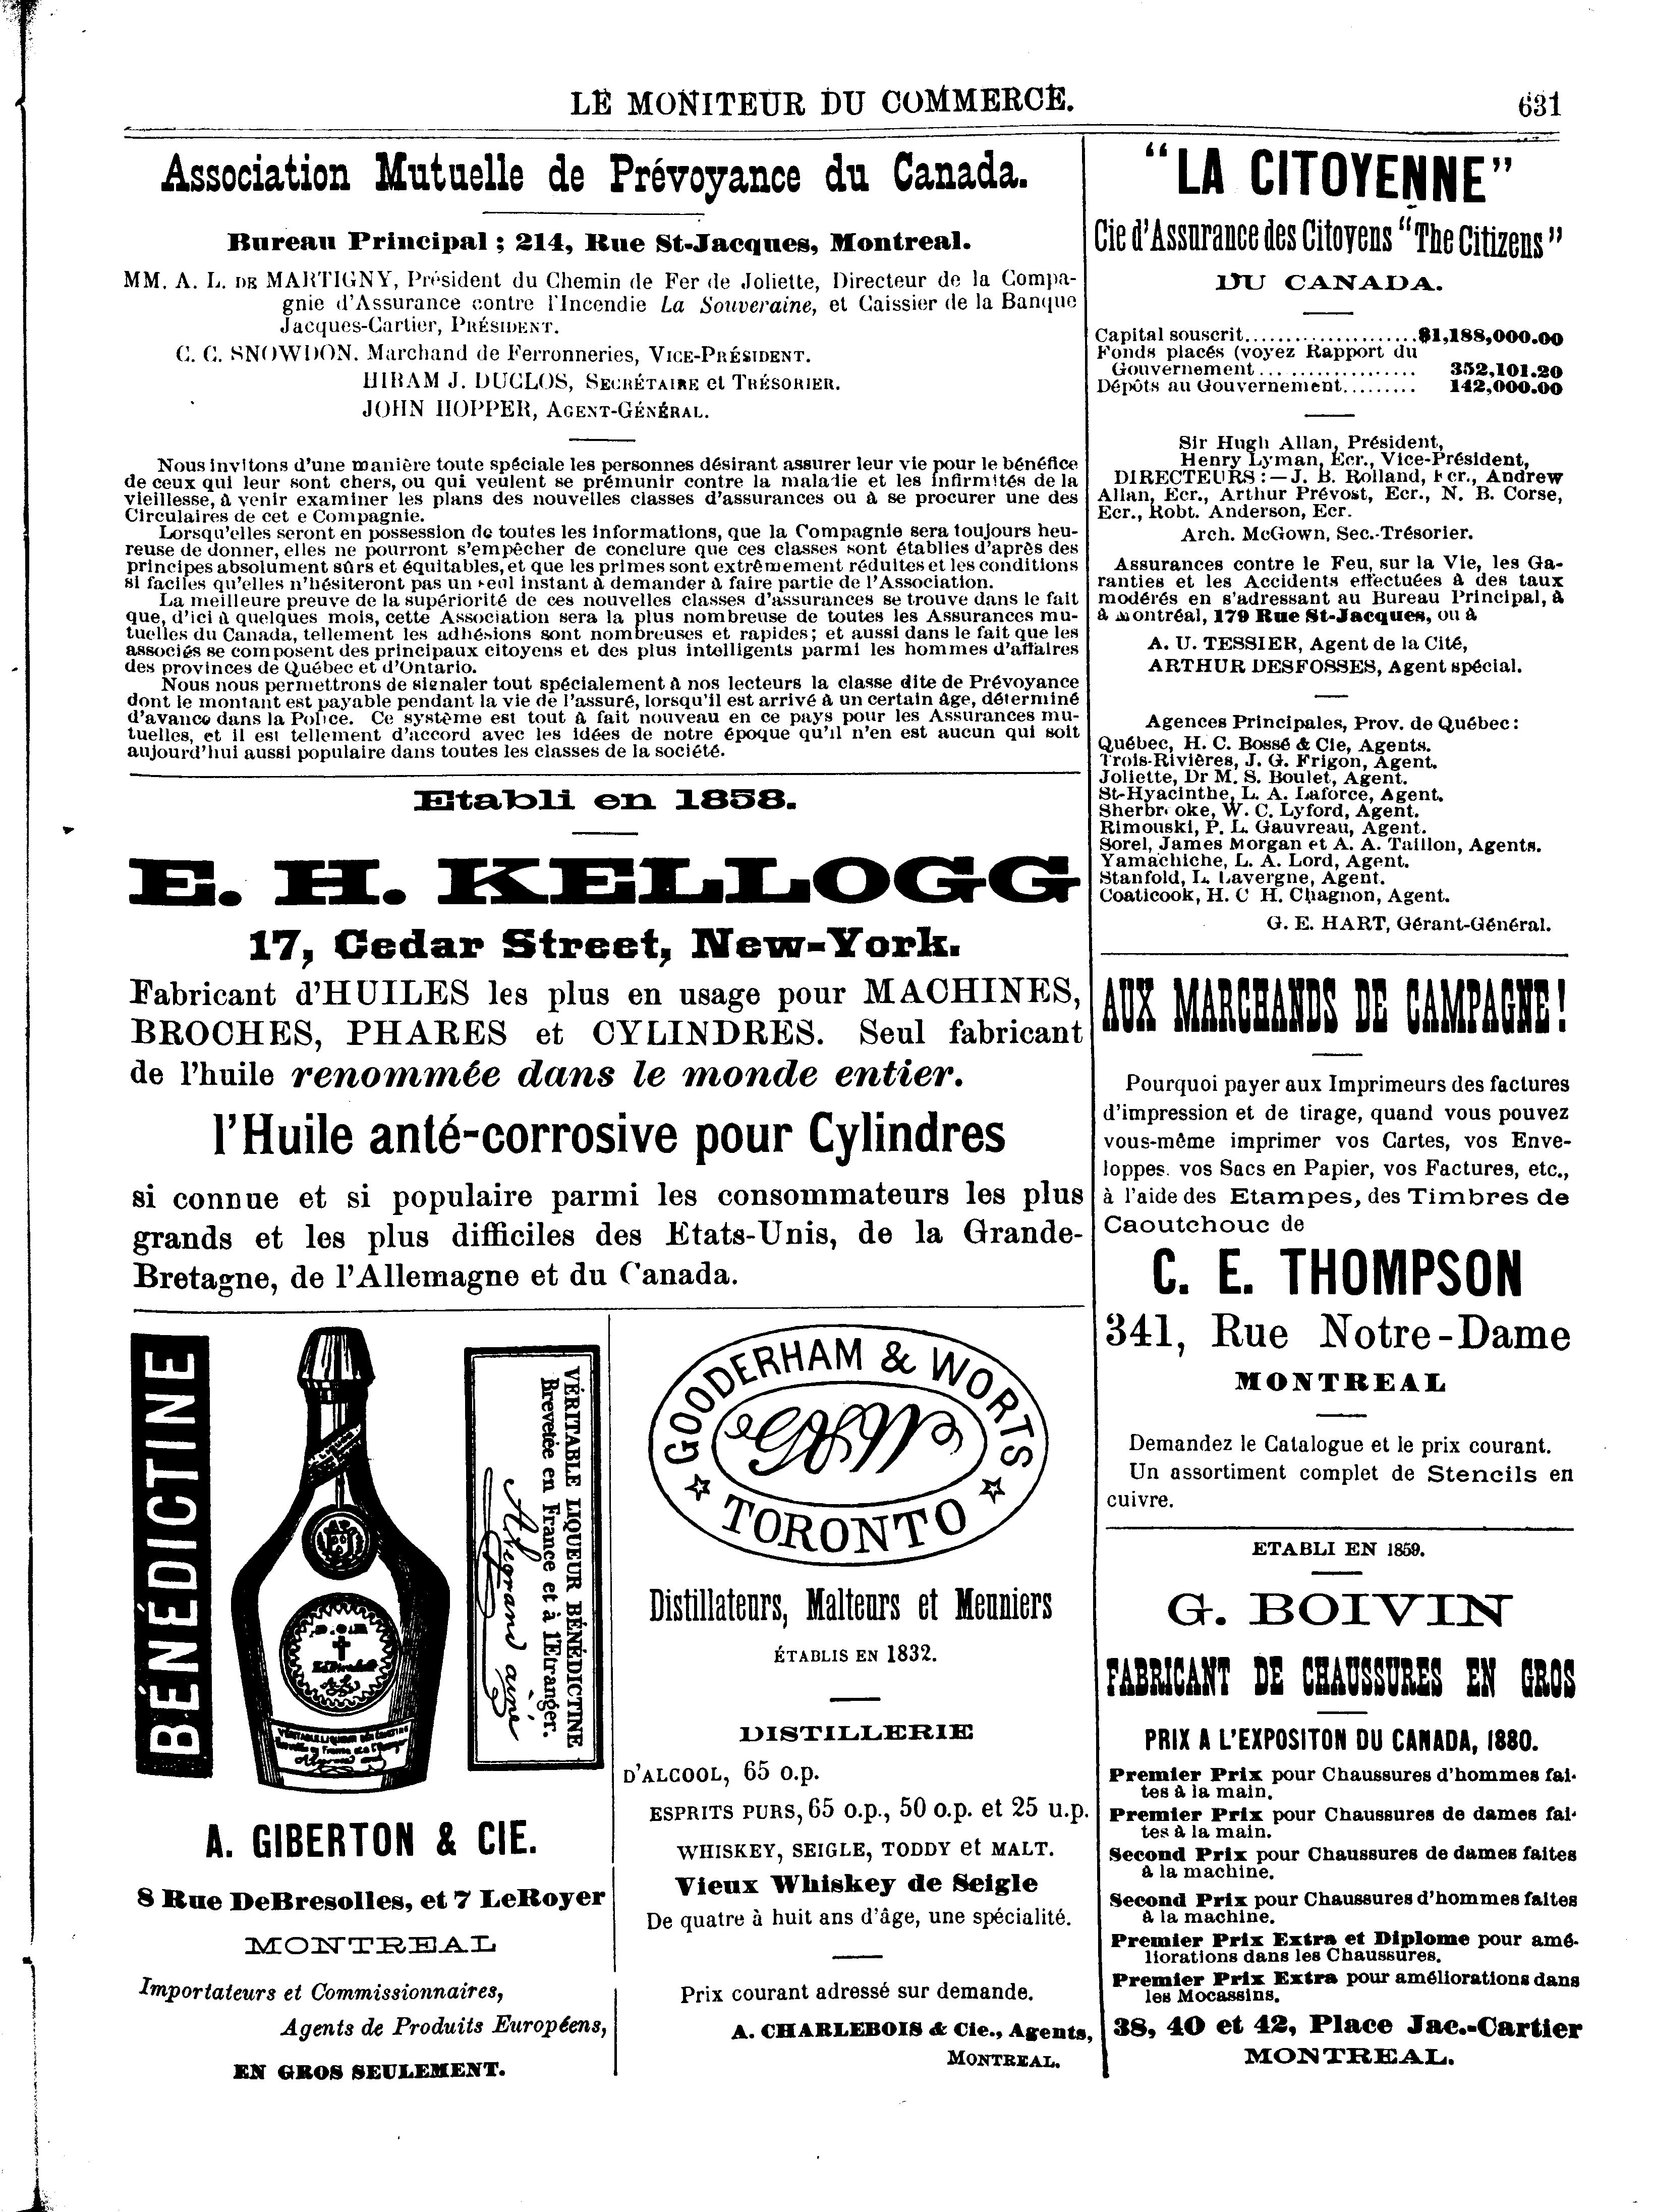 LE MONITEUR DU COMMERCE.
631
Association Mutuelle de Prévoyance du Canada.
Bureau Principal ; 214, Rue St-Jacques, Montreal.
MM. A. L. DE MARTIGNY, Président du Chemin de Fer de Joliette, Directeur de la Compa-
gnie d'Assurance contre l'Incendie La Souveraine, et Caissier de la Banque
Jacques-Cartier, PRÉSIDENT.
C. C. SNOWDON. Marchand de Ferronneries, VICE-PRÉSIDENT.
HIRAM J. DUCLOS, SECRÉTAIRE et TRÉSORIER.
JOHN HOPPER, AGENT-GÉNÉRAL.
Nous invitons d'une manière toute spéciale les personnes désirant assurer leur vie pour le bénéfice
de ceux qui leur sont chers, ou qui veulent se prémunir contre la maladie et les infirmités de la
vieillesse, à venir examiner les plans des nouvelles classes d'assurances ou à se procurer une des
Circulaires de cet e Compagnie.
Lorsqu'elles seront en possession de toutes les informations, que la Compagnie sera toujours heu-
reuse de donner, elles ne pourront s'empêcher de conclure que ces classes sont établies d'après des
principes absolument sûrs et équitables, et que les primes sont extrêmement réduites et les conditions
si faciles qu'elles n'hésiteront pas un seul instant à demander à faire partie de l'Association.
La meilleure preuve de la supériorité de ces nouvelles classes d'assurances se trouve dans le fait
que, d'ici à quelques mois, cette Association sera la plus nombreuse de toutes les Assurances mu-
tuelles du Canada, tellement les adhésions sont nombreuses et rapides; et aussi dans le fait que les
associés se composent des principaux citoyens et des plus intelligents parmi les hommes d'affaires
des provinces de Québec et d'Ontario.
Nous nous permettrons de signaler tout spécialement à nos lecteurs la classe dite de Prévoyance
dont le montant est payable pendant la vie de l'assuré, lorsqu'il est arrivé à un certain âge, déterminé
d'avance dans la Police. Ce système est tout à fait nouveau en ce pays pour les Assurances mu-
tuelles, et il est tellement d'accord avec les idées de notre époque qu'il n'en est aucun qui soit
aujourd'hui aussi populaire dans toutes les classes de la société.
Etabli en 1858.
E. H. KELLOGG
17, Cedar Street, New-York.
Fabricant d'HUILES les plus en usage pour MACHINES,
BROCHES, PHARES et CYLINDRES. Seul fabricant
de l'huile renommée dans le monde entier.
l'Huile anté-corrosive pour Cylindres
si connue et si populaire parmi les consommateurs les plus
grands et les plus difficiles des Etats-Unis, de la Grande-
Bretagne, de l'Allemagne et du Canada.
BÉNÉDICTINE
VÉRITABLE LIQUEUR BÉNÉDICTINE
Brevetée en France et à l'Etranger.
A Legrand aîné
A. GIBERTON & CIE.
8 Rue DeBresolles, et 7 LeRoyer
MONTREAL
Importateurs et Commissionnaires,
Agents de Produits Européens,
EN GROS SEULEMENT.
GOODERHAM & WORTS
G&W
TORONTO
Distillateurs, Malteurs et Meuniers
ÉTABLIS EN 1832.
DISTILLERIE
D'ALCOOL, 65 o.p.
ESPRITS PURS, 65 o.p., 50 o.p. et 25 u.p.
WHISKEY, SEIGLE, TODDY et MALT.
Vieux Whiskey de Seigle
De quatre à huit ans d'âge, une spécialité.
Prix courant adressé sur demande.
A. CHARLEBOIS & Cie., Agents,
MONTREAL.
"LA CITOYENNE"
Cie d'Assurance des Citoyens "The Citizens"
DU CANADA.
Capital souscrit.....................$1,188,000.00
Fonds placés (voyez Rapport du
Gouvernement... ................ 352,101.20
Dépôts au Gouvernement......... 142,000.00
Sir Hugh Allan, Président,
Henry Lyman, Ecr., Vice-Président,
DIRECTEURS:—J. B. Rolland, Ecr., Andrew
Allan, Ecr., Arthur Prévost, Ecr., N. B. Corse,
Ecr., Robt. Anderson, Ecr.
Arch. McGown, Sec.-Trésorier.
Assurances contre le Feu, sur la Vie, les Ga-
ranties et les Accidents effectuées à des taux
modérés en s'adressant au Bureau Principal, à
à Montréal, 179 Rue St-Jacques, ou à
A. U. TESSIER, Agent de la Cité,
ARTHUR DESFOSSES, Agent spécial.
Agences Principales, Prov. de Québec:
Québec, H. C. Bossé & Cie, Agents.
Trois-Rivières, J. G. Frigon, Agent.
Joliette, Dr M. S. Boulet, Agent.
St-Hyacinthe, L. A. Laforce, Agent.
Sherbrooke, W. C. Lyford, Agent.
Rimouski, P. L. Gauvreau, Agent.
Sorel, James Morgan et A. A. Taillon, Agents.
Yamachiche, L. A. Lord, Agent.
Stanfold, L. Lavergne, Agent.
Coaticook, H. C H. Chagnon, Agent.
G. E. HART, Gérant-Général.
AUX MARCHANDS DE CAMPAGNE!
Pourquoi payer aux Imprimeurs des factures
d'impression et de tirage, quand vous pouvez
vous-même imprimer vos Cartes, vos Enve-
loppes. vos Sacs en Papier, vos Factures, etc.,
à l'aide des Etampes, des Timbres de
Caoutchouc de
C. E. THOMPSON
341, Rue Notre-Dame
MONTREAL
Demandez le Catalogue et le prix courant.
Un assortiment complet de Stencils en
cuivre.
ETABLI EN 1859.
G. BOIVIN
FABRICANT DE CHAUSSURES EN GROS
PRIX A L'EXPOSITON DU CANADA, 1880.
Premier Prix pour Chaussures d'hommes fai-
tes à la main.
Premier Prix pour Chaussures de dames fai-
tes à la main.
Second Prix pour Chaussures de dames faites
à la machine.
Second Prix pour Chaussures d'hommes faites
à la machine.
Premier Prix Extra et Diplome pour amé-
liorations dans les Chaussures.
Premier Prix Extra pour améliorations dans
les Mocassins.
38, 40 et 42, Place Jac.-Cartier
MONTREAL.